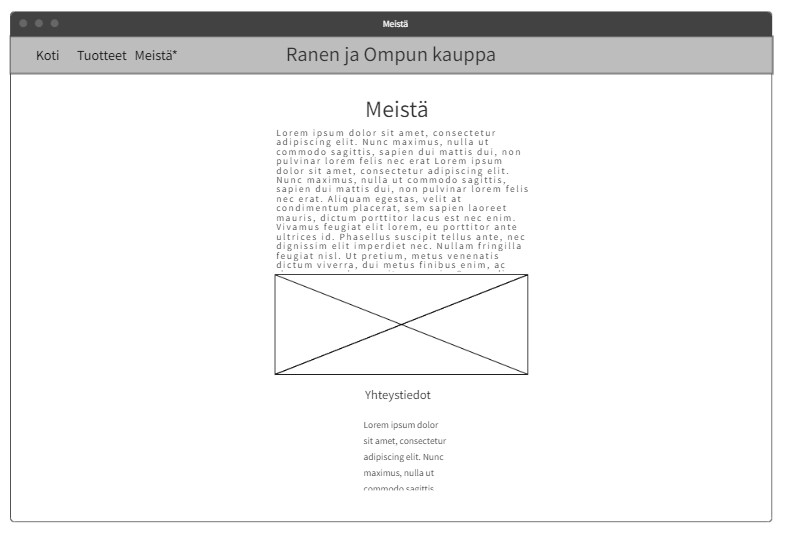 Meistä
Koti Tuotteet Meistä* Ranen ja Ompun kauppa
Meistä
Lorem ipsum dolor sit amet, consectetur
adipiscing elit. Nunc maximus, nulla ut
commodo sagittis, sapien dui mattis dui, non
pulvinar lorem felis nec erat Lorem ipsum
dolor sit amet, consectetur adipiscing elit.
Nunc maximus, nulla ut commodo sagittis,
sapien dui mattis dui, non pulvinar lorem felis
nec erat. Aliquam egestas, velit at
condimentum placerat, sem sapien laoreet
mauris, dictum porttitor lacus est nec enim.
Vivamus feugiat elit lorem, eu porttitor ante
ultrices id. Phasellus suscipit tellus ante, nec
dignissim elit imperdiet nec. Nullam fringilla
feugiat nisl. Ut pretium, metus venenatis
dictum viverra, dui metus finibus enim, ac
Yhteystiedot
Lorem ipsum dolor
sit amet, consectetur
adipiscing elit. Nunc
maximus, nulla ut
commodo sagittis